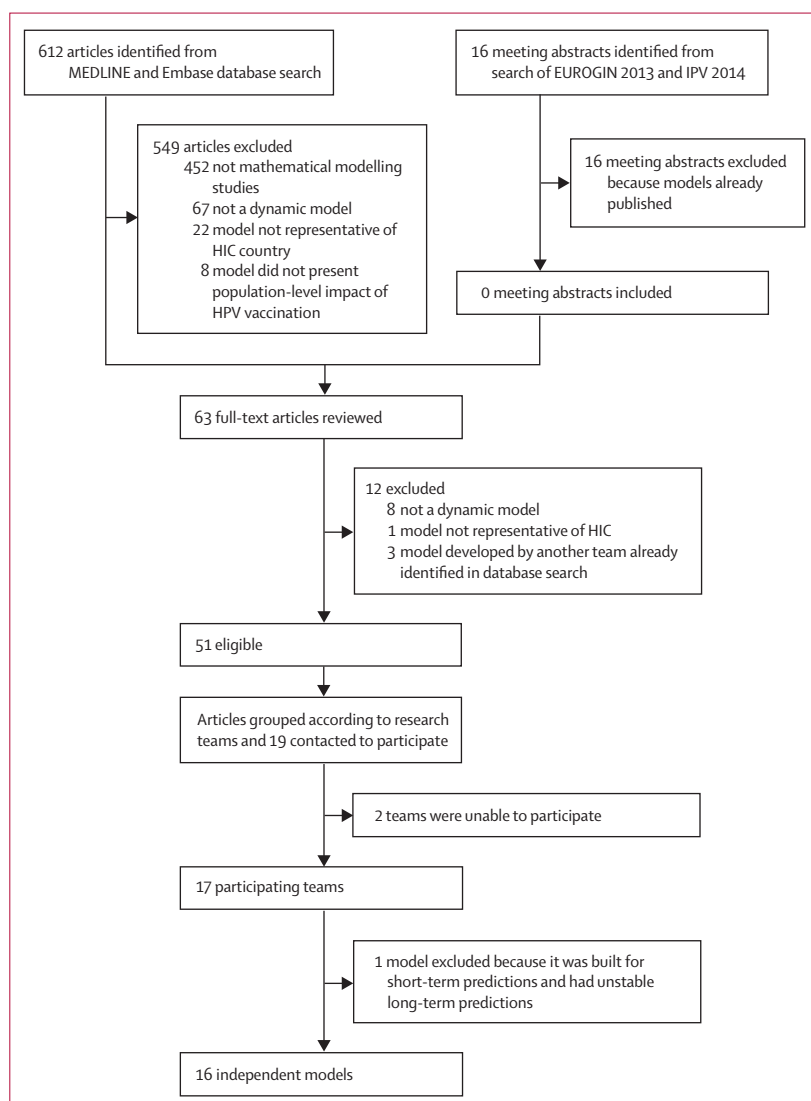 612 articles identified from
MEDLINE and Embase database search
16 meeting abstracts identified from
search of EUROGIN 2013 and IPV 2014
549 articles excluded
452 not mathematical modelling
studies
67 not a dynamic model
22 model not representative of
HIC country
8 model did not present
population-level impact of
HPV vaccination
16 meeting abstracts excluded
because models already
published
0 meeting abstracts included
63 full-text articles reviewed
12 excluded
8 not a dynamic model
1 model not representative of HIC
3 model developed by another team already
identified in database search
51 eligible
Articles grouped according to research
teams and 19 contacted to participate
2 teams were unable to participate
17 participating teams
1 model excluded because it was built for
short-term predictions and had unstable
long-term predictions
16 independent models